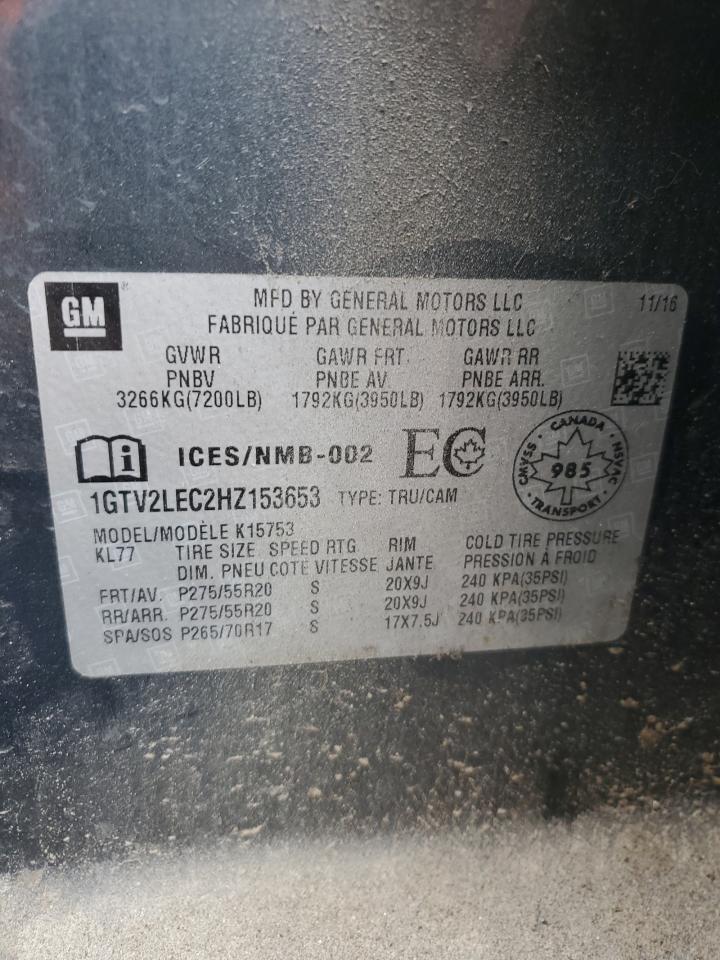 GM
MFD BY GENERAL MOTORS LLC 11/16
FABRIQUÉ PAR GENERAL MOTORS LLC
GVWR GAWR FRT. GAWR RR
PNBV PNBE AV. PNBE ARR.
3266KG(7200LB) 1792KG(3950LB) 1792KG(3950LB)
i ICES/NMB-002 EC
CANADA
CMVSS 985 NSVAC
TRANSPORT
1GTV2LEC2HZ153653 TYPE: TRU/CAM
MODEL/MODÈLE K15753
KL77 TIRE SIZE SPEED RTG RIM COLD TIRE PRESSURE
DIM. PNEU COTE VITESSE JANTE PRESSION À FROID
FRT/AV. P275/55R20 S 20X9J 240 KPA(35PSI)
RR/ARR. P275/55R20 S 20X9J 240 KPA(35PSI)
SPA/SOS P265/70R17 S 17X7.5J 240 KPA(35PSI)